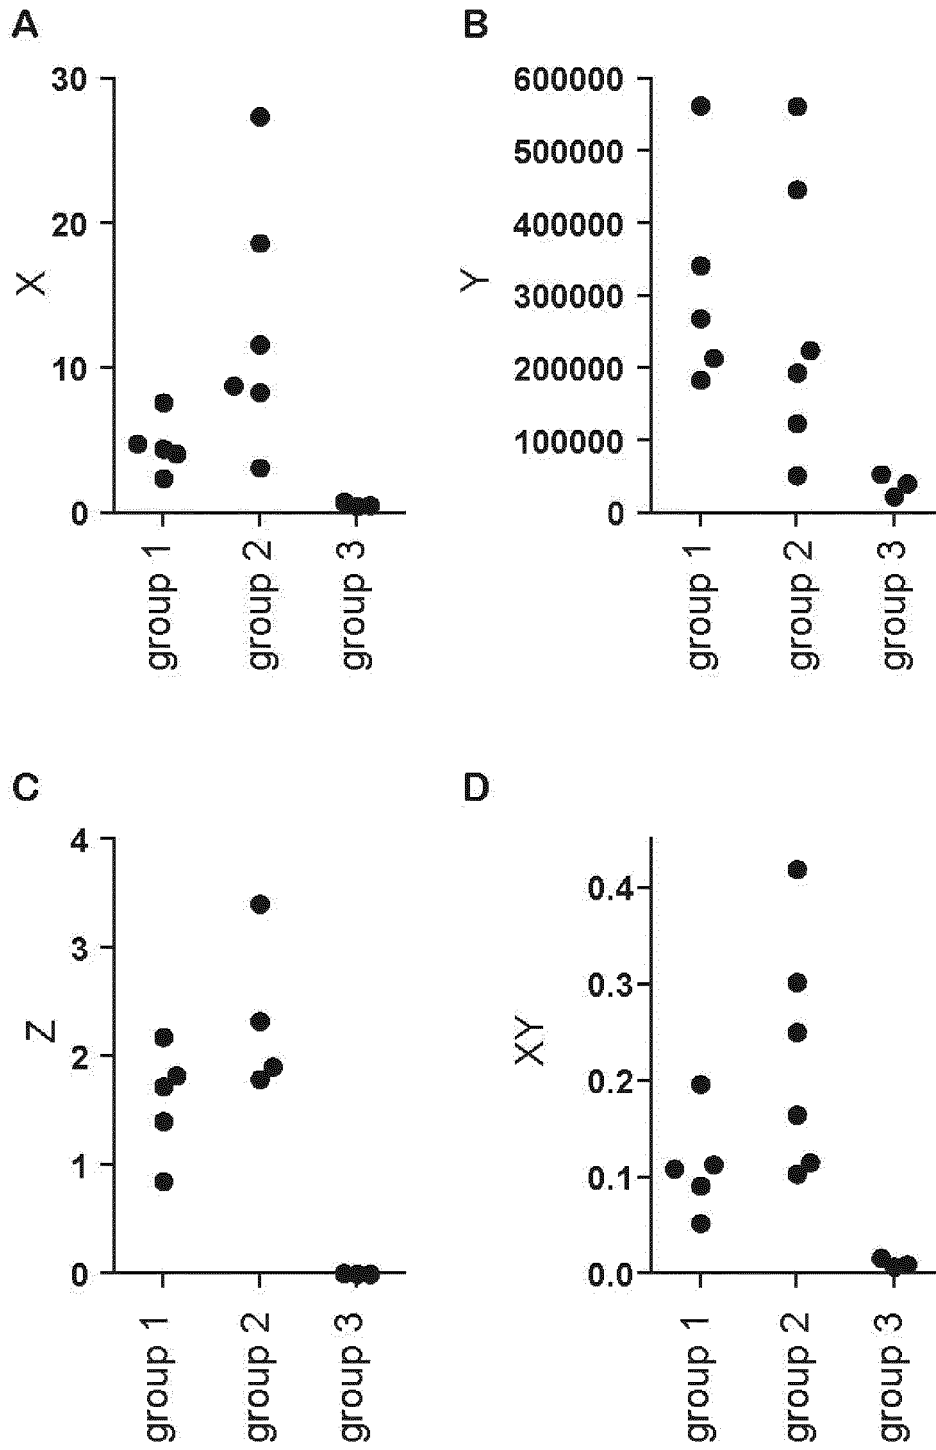 A
X
30
20
10
0
group 1
group 2
group 3
B
Y
600000
500000
400000
300000
200000
100000
0
group 1
group 2
group 3
C
Z
4
3
2
1
0
group 1
group 2
group 3
D
XY
0.4
0.3
0.2
0.1
0.0
group 1
group 2
group 3